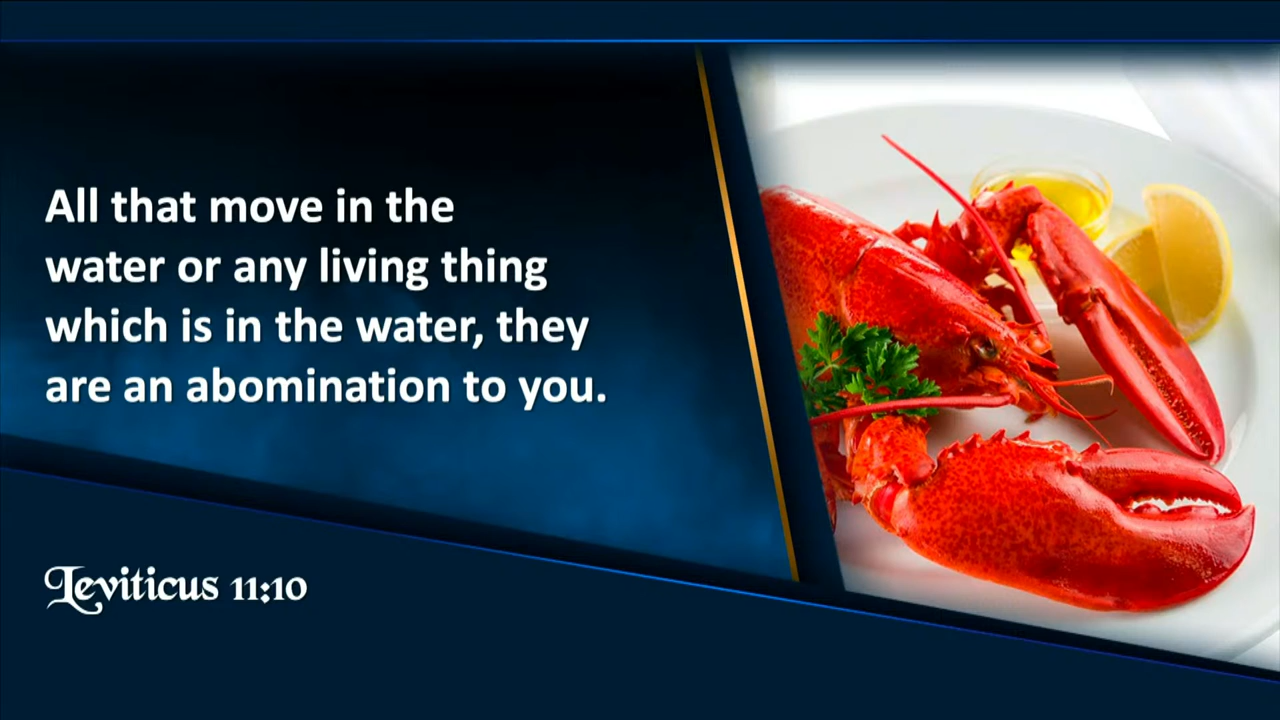 All that move in the
water or any living thing
which is in the water, they
are an abomination to you.
Leviticus 11:10